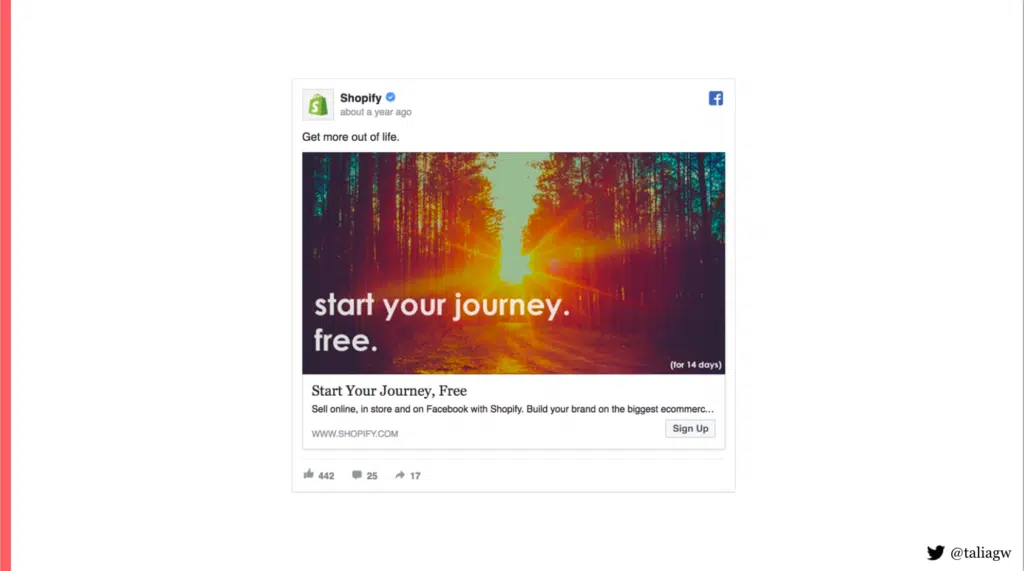 Shopify
about a year ago
Get more out of life.
start your journey.
free.
(for 14 days)
Start Your Journey, Free
Sell online, in store and on Facebook with Shopify. Build your brand on the biggest ecommerc...
WWW.SHOPIFY.COM
Sign Up
442 25 17
@taliagw